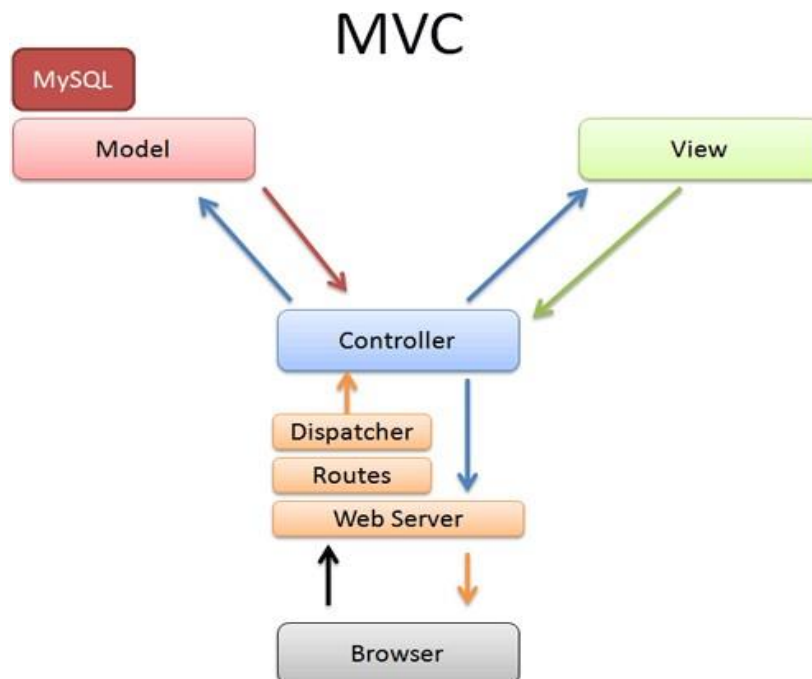 MVC
MySQL
Model
View
Controller
Dispatcher
Routes
Web Server
Browser